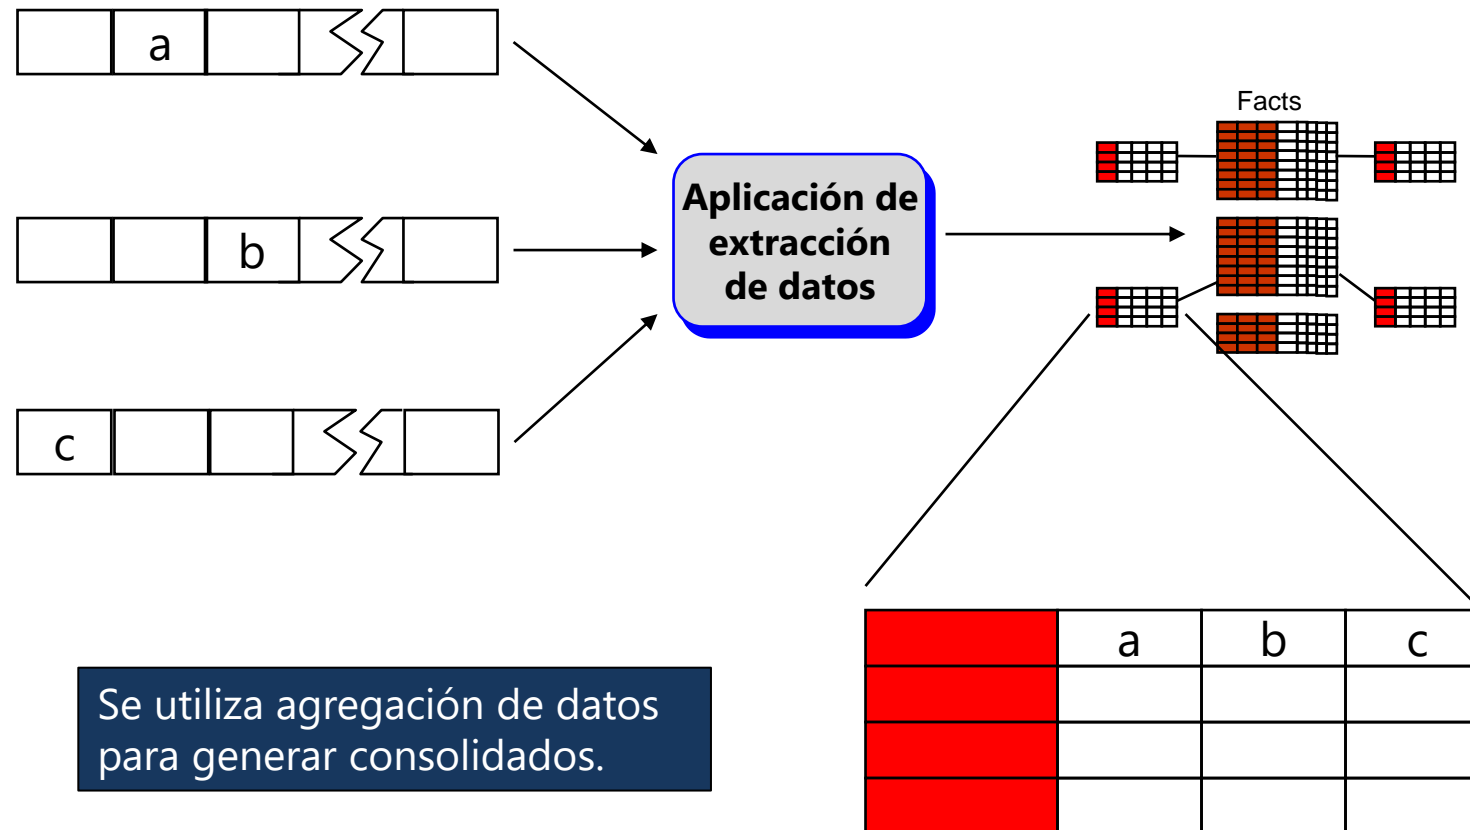 a
Facts
Aplicación de
extracción
de datos
b
c
a b c
Se utiliza agregación de datos
para generar consolidados.